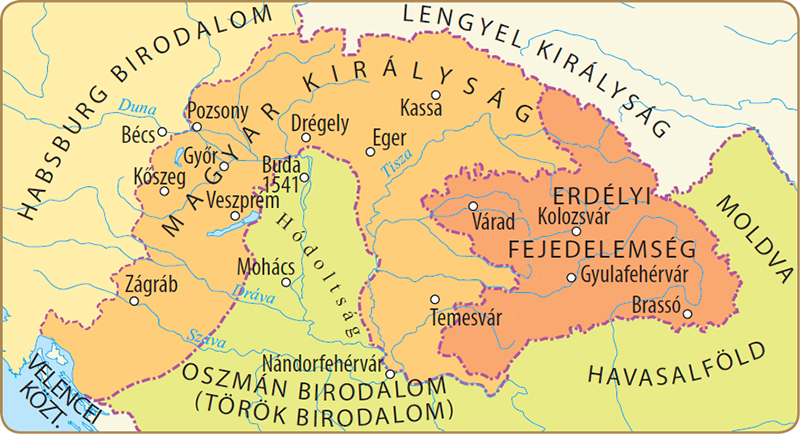 HABSBURG BIRODALOM
LENGYEL KIRÁLYSÁG
MAGYAR KIRÁLYSÁG
Duna
Pozsony
Bécs
Kassa
Drégely
Eger
Tisza
Győr
Kőszeg
Buda
1541
Veszprém
ERDÉLYI
FEJEDELEMSÉG
Várad
Kolozsvár
MOLDVA
Hódoltság
Mohács
Gyulafehérvár
Zágráb
Dráva
Temesvár
Brassó
Száva
Nándorfehérvár
VELENCEI
KÖZT.
OSZMÁN BIRODALOM
(TÖRÖK BIRODALOM)
HAVASALFÖLD